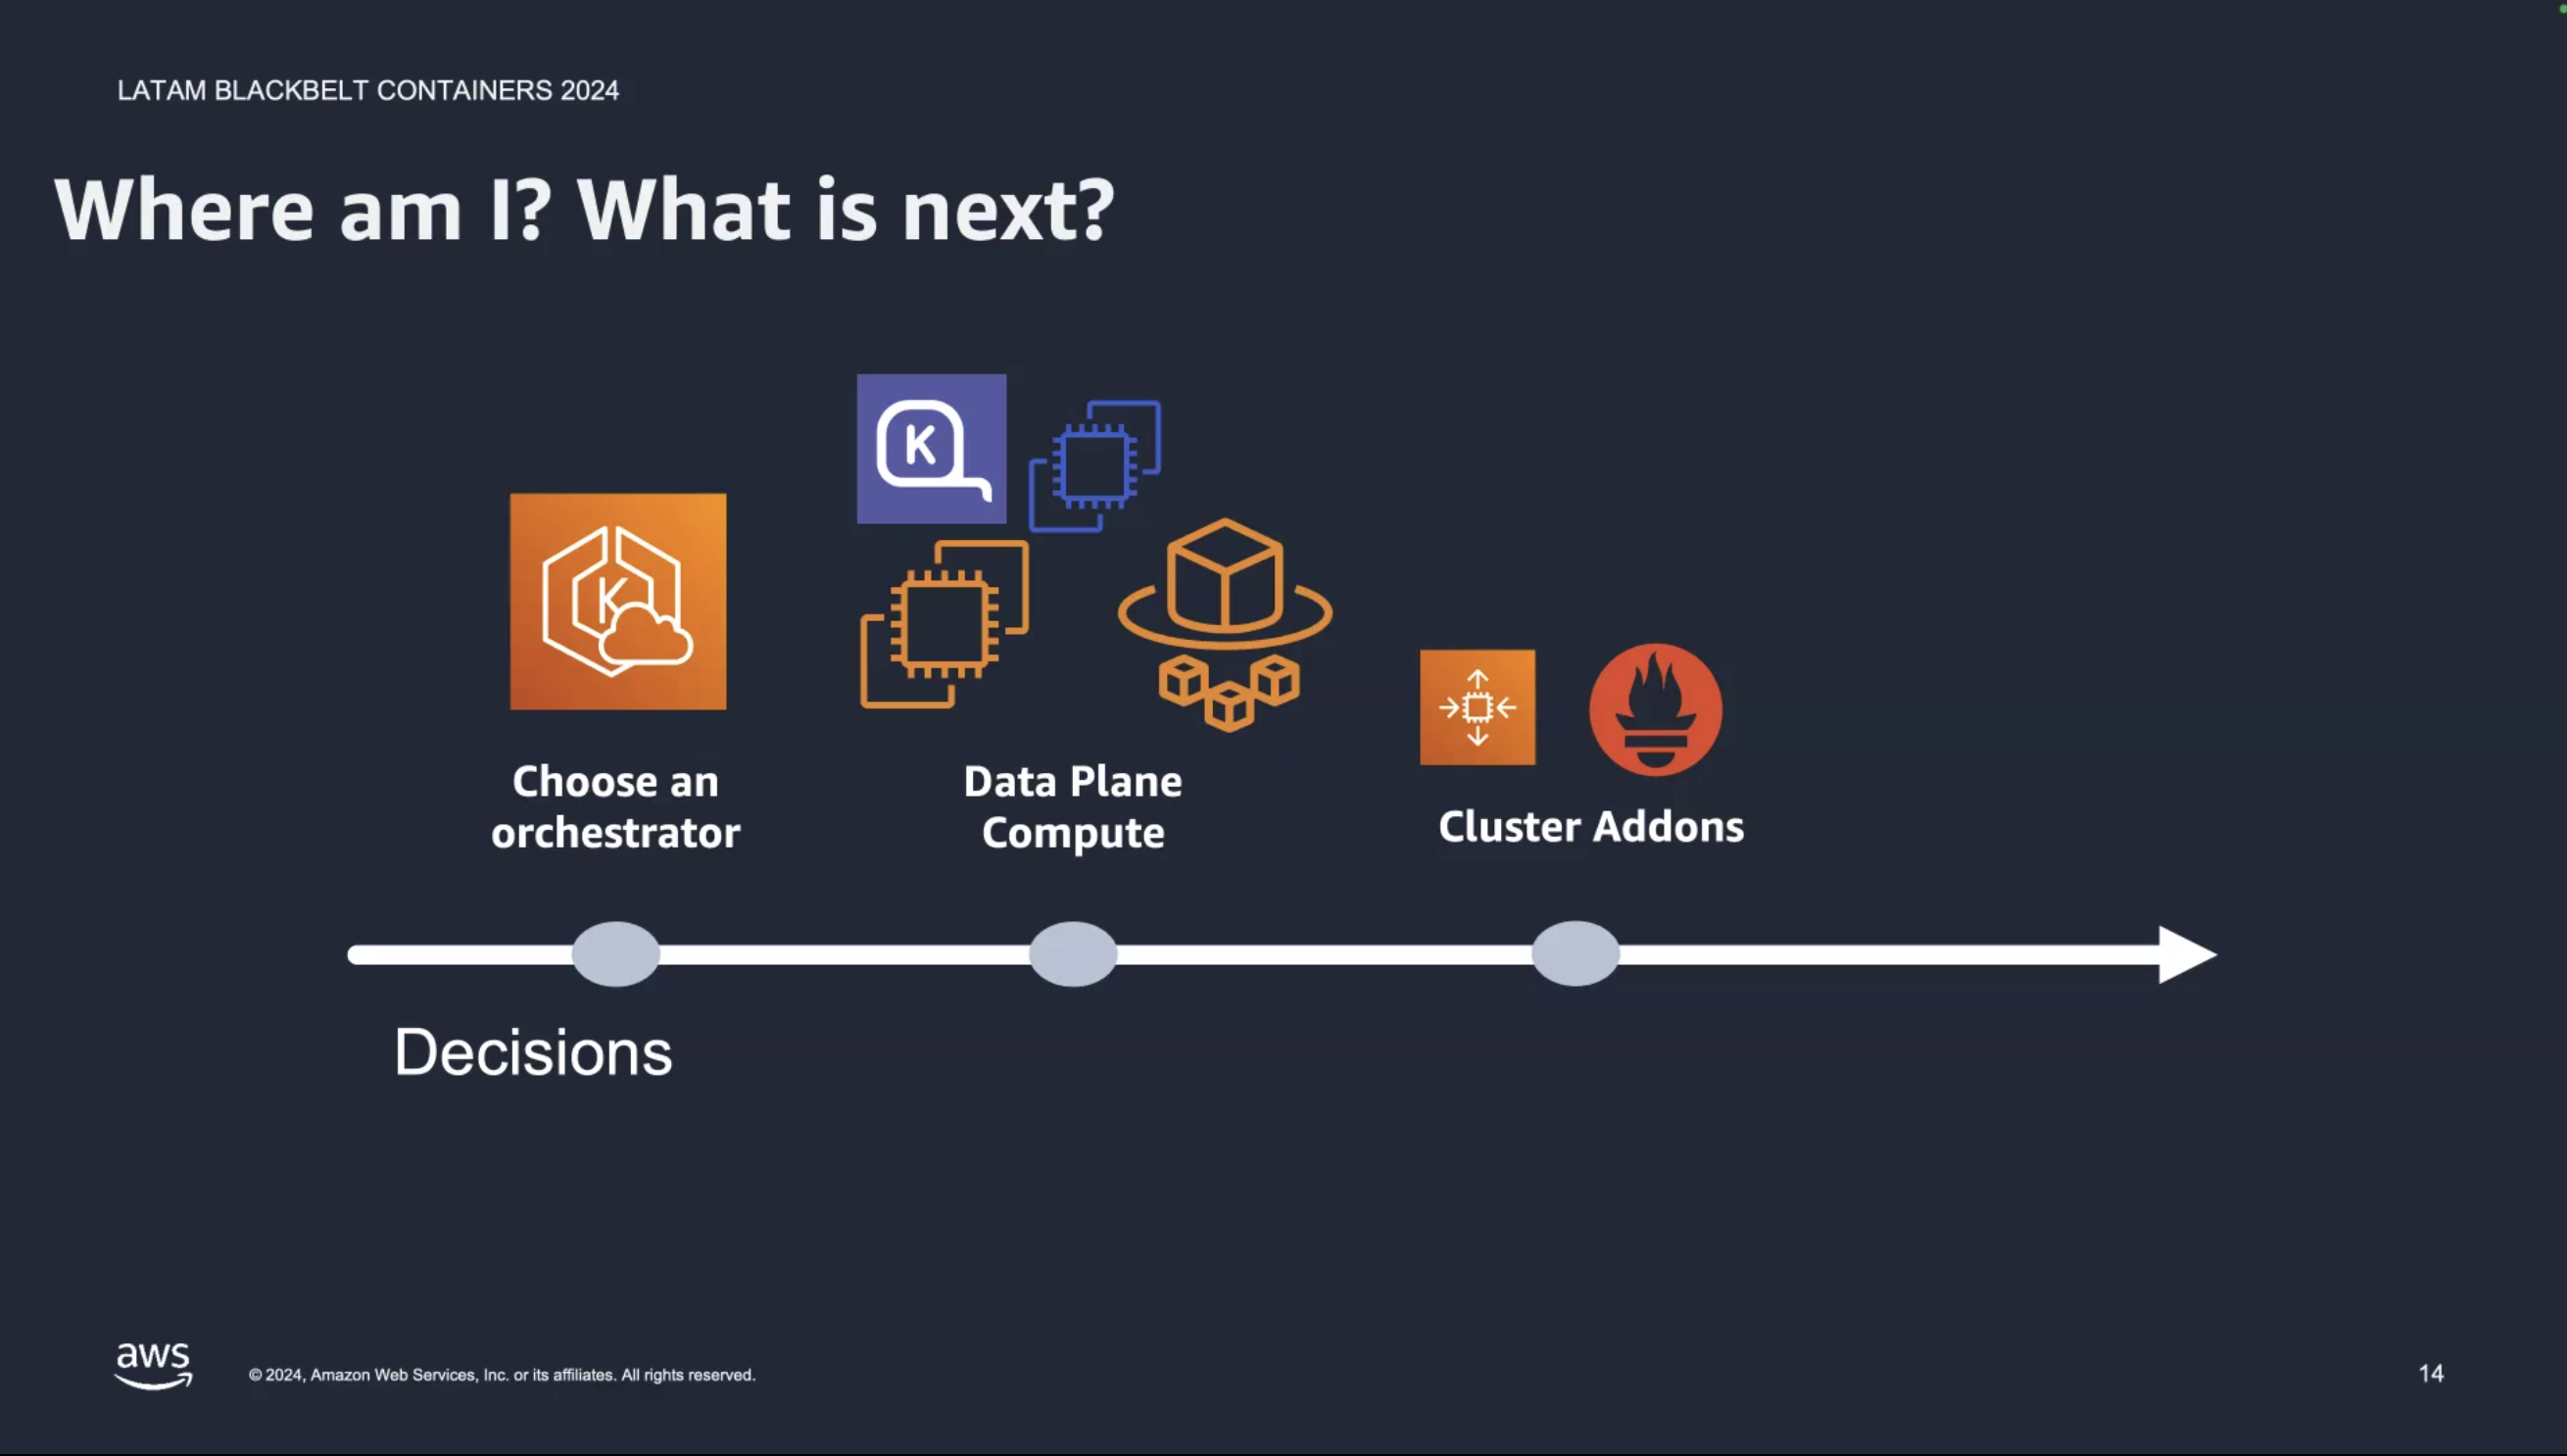 LATAM BLACKBELT CONTAINERS 2024
Where am I? What is next?
K
K
Choose an
orchestrator
Data Plane
Compute
Cluster Addons
Decisions
aws
© 2024, Amazon Web Services, Inc. or its affiliates. All rights reserved.
14